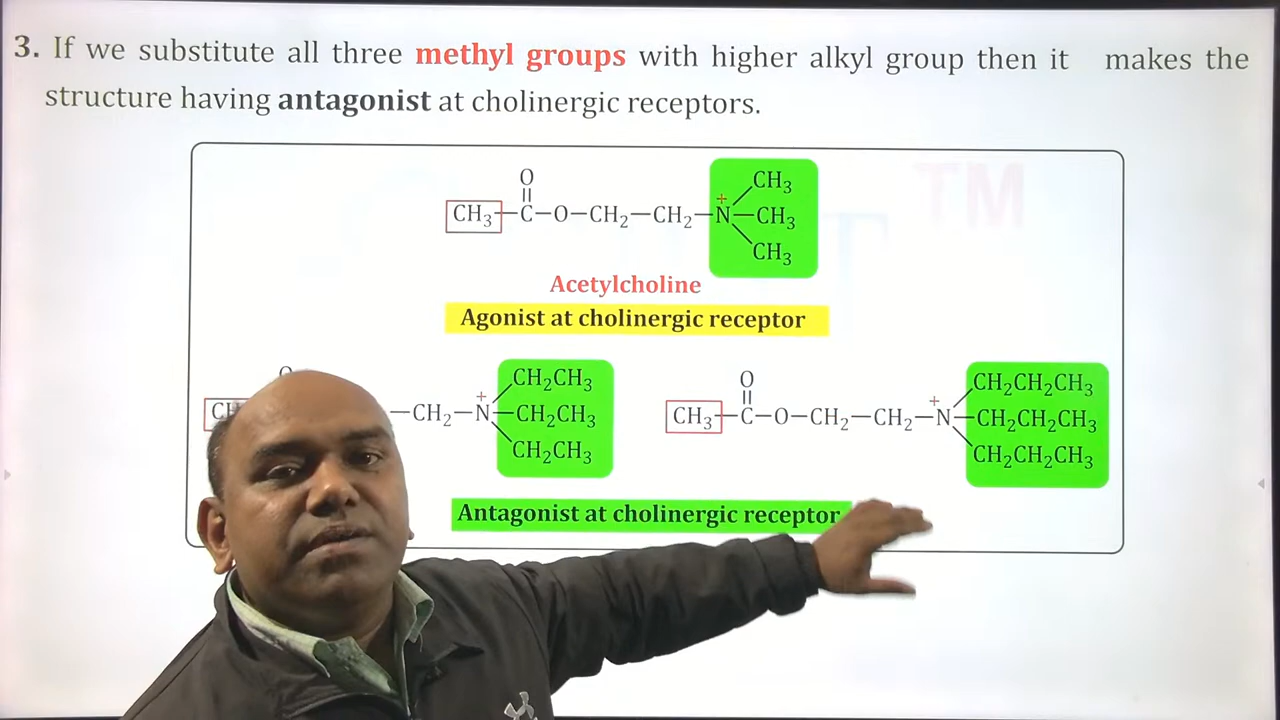 3. If we substitute all three methyl groups with higher alkyl group then it makes the
structure having antagonist at cholinergic receptors.
TM
O
CH₃
CH₃–C–O–CH₂–CH₂–N–CH₃
+
CH₃
Acetylcholine
Agonist at cholinergic receptor
O
CH₂CH₃
–CH₂–N–CH₂CH₃
+
CH₂CH₃
O
CH₂CH₂CH₃
CH₃–C–O–CH₂–CH₂–N–CH₂CH₂CH₃
+
CH₂CH₂CH₃
Antagonist at cholinergic receptor